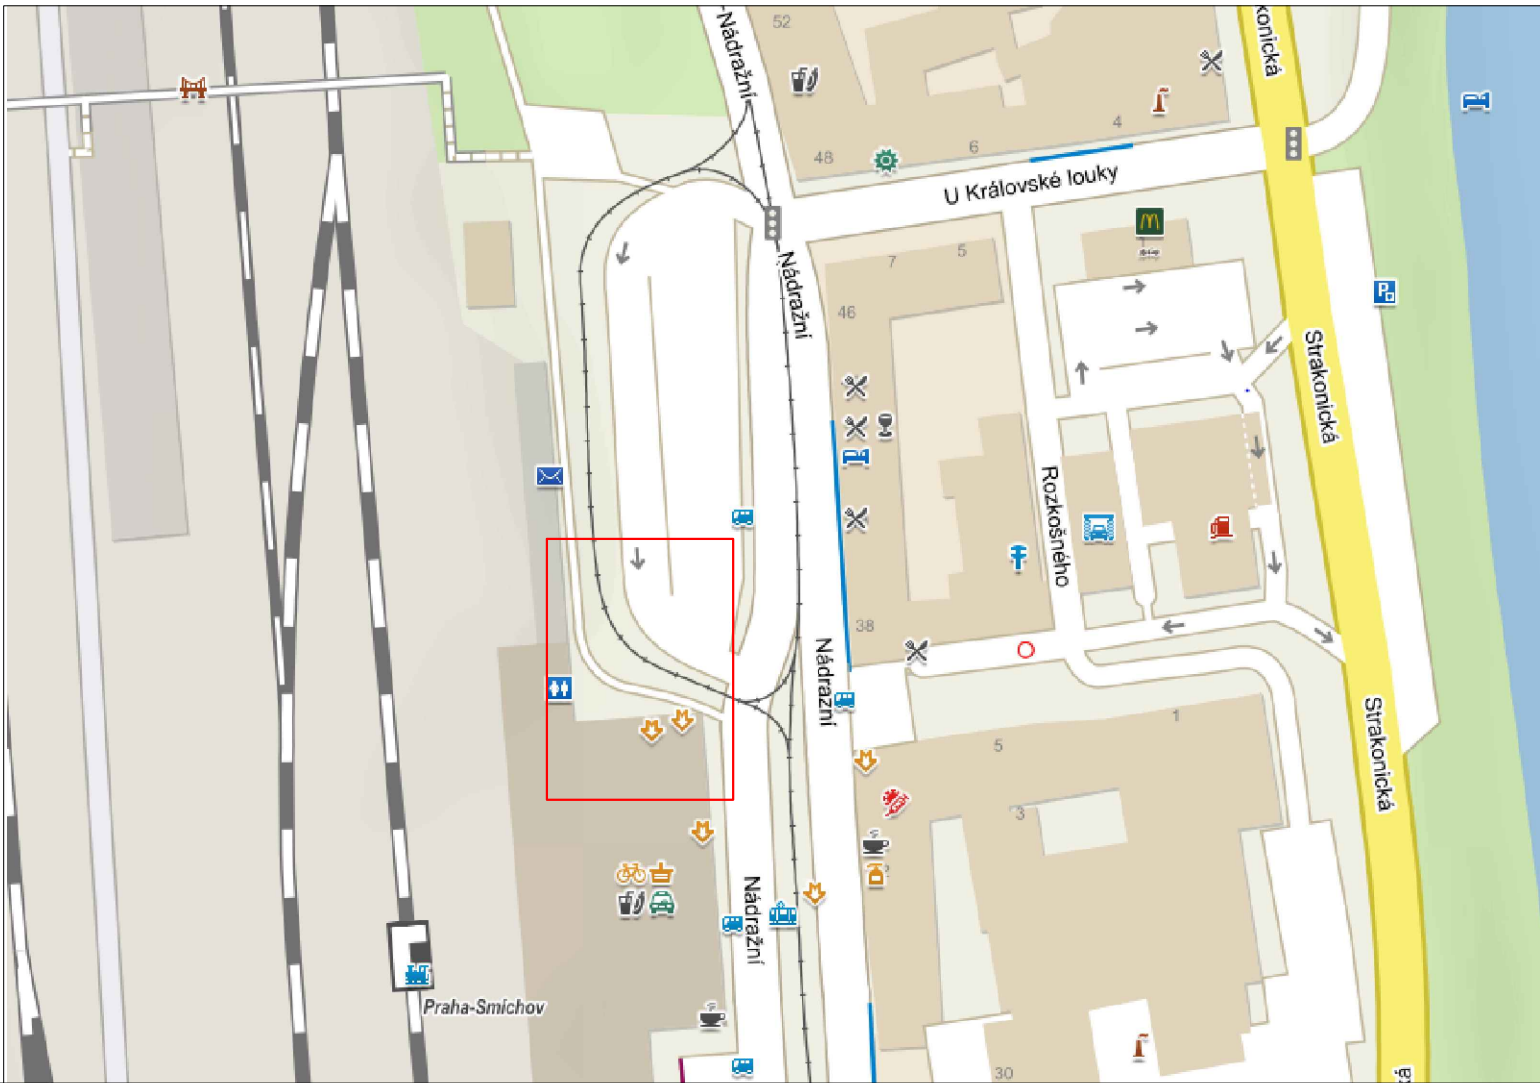 Nádražní
52
konická
4
6
48
U Královské louky
5
7
Nádražní
46
Strakonická
Rozkošného
38
Nádražní
Strakonická
1
5
3
Nádražní
Praha-Smíchov
30